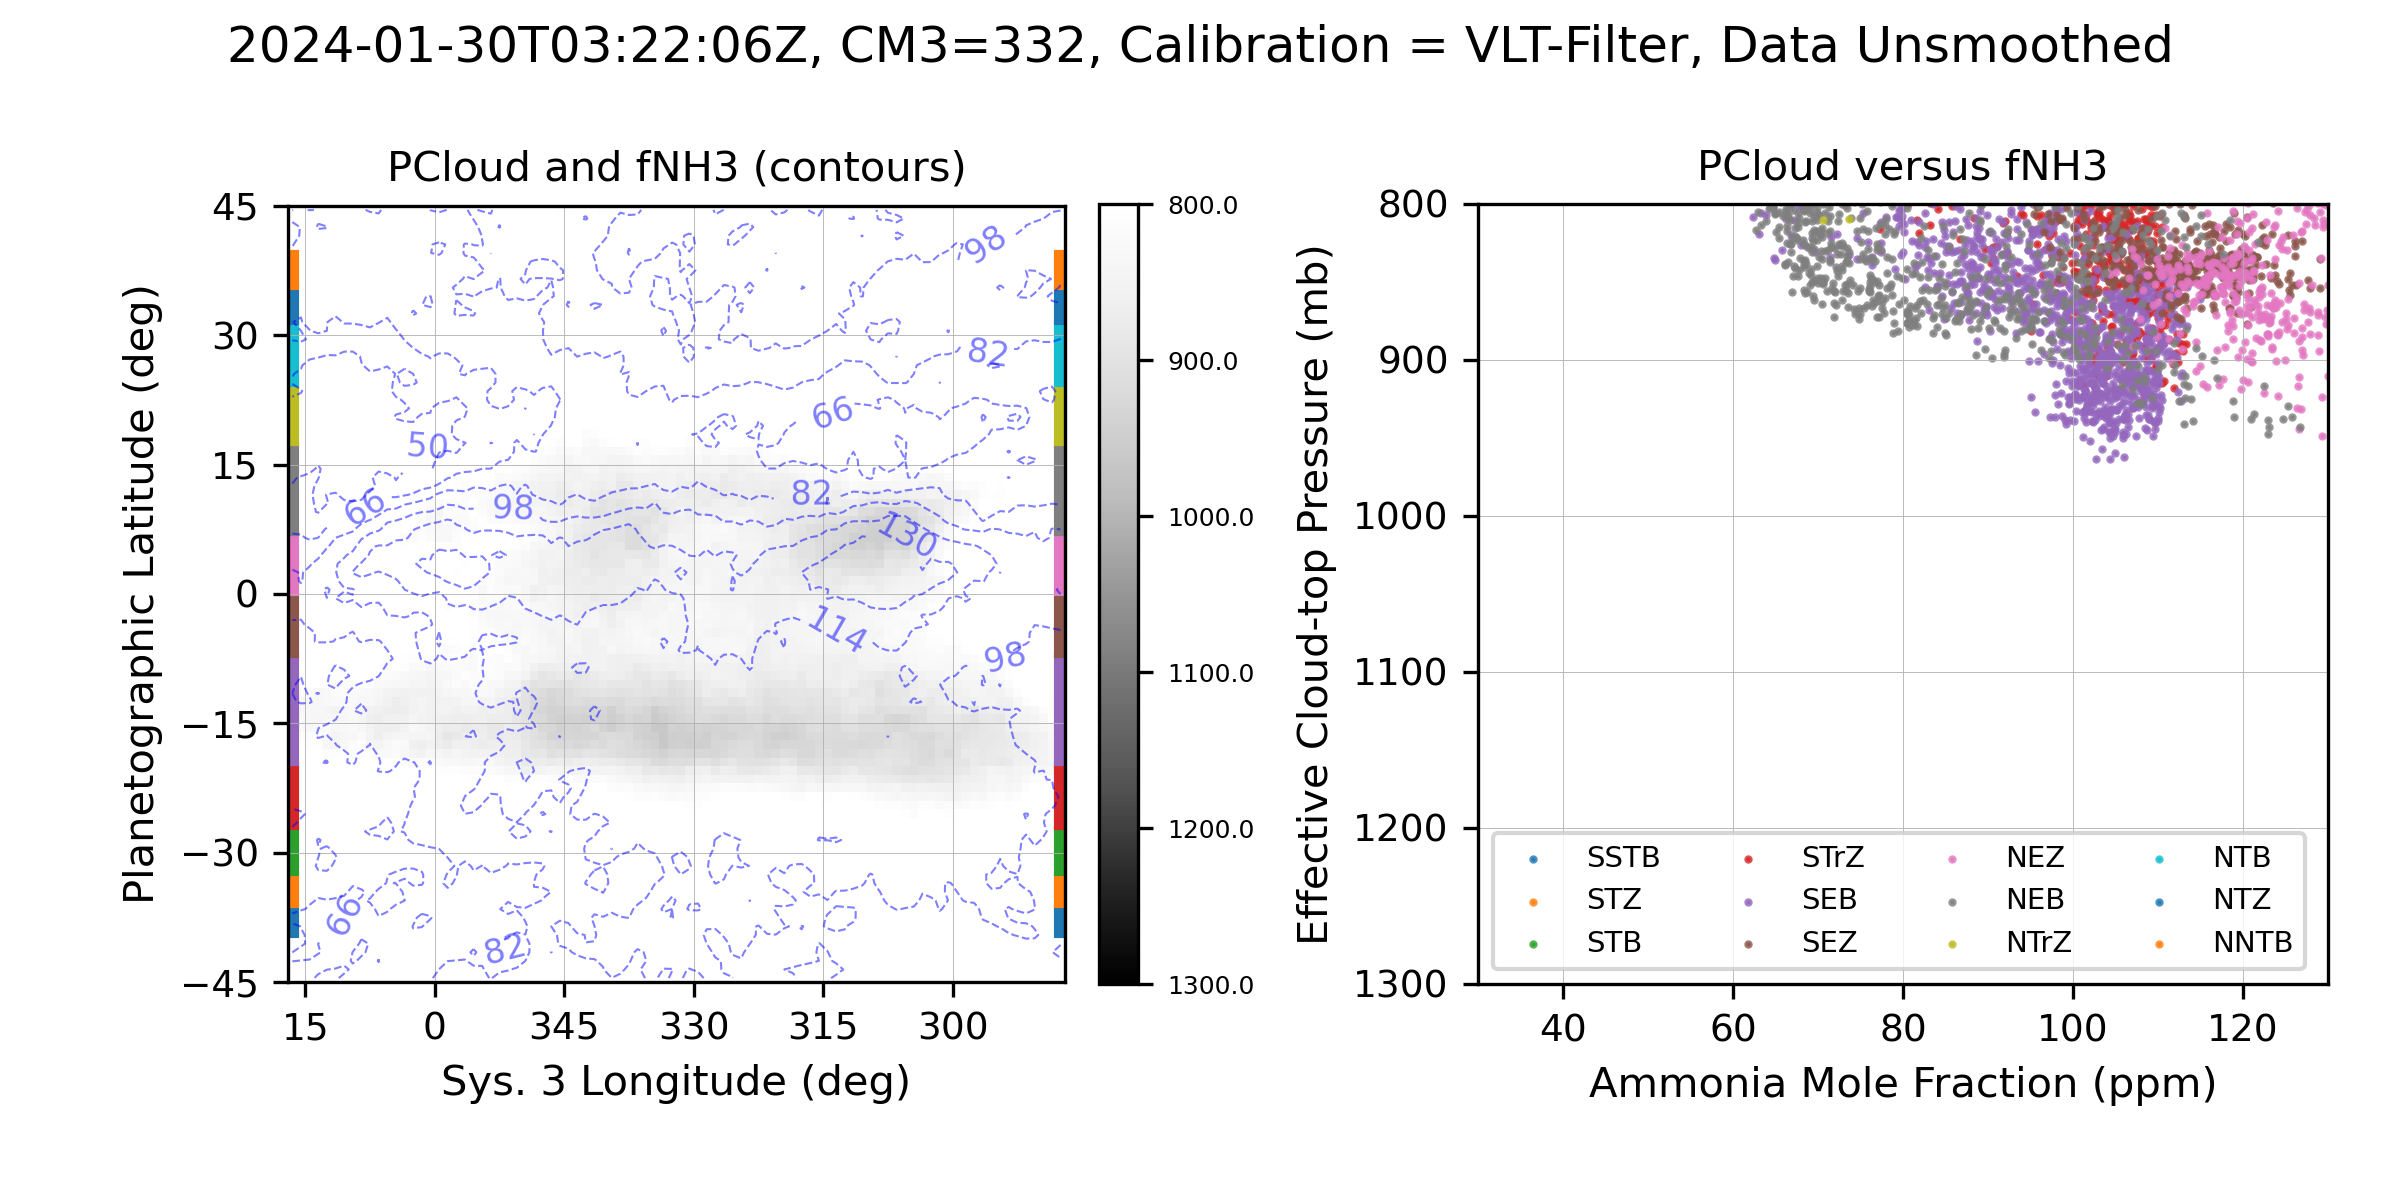 2024-01-30T03:22:06Z, CM3=332, Calibration = VLT-Filter, Data Unsmoothed
PCloud and fNH3 (contours)
Planetographic Latitude (deg)
45
30
15
0
−15
−30
−45
15
0
345
330
315
300
Sys. 3 Longitude (deg)
98
82
66
50
66
98
82
130
114
98
66
82
800.0
900.0
1000.0
1100.0
1200.0
1300.0
PCloud versus fNH3
Effective Cloud-top Pressure (mb)
800
900
1000
1100
1200
1300
40
60
80
100
120
Ammonia Mole Fraction (ppm)
SSTB
STZ
STB
STrZ
SEB
SEZ
NEZ
NEB
NTrZ
NTB
NTZ
NNTB